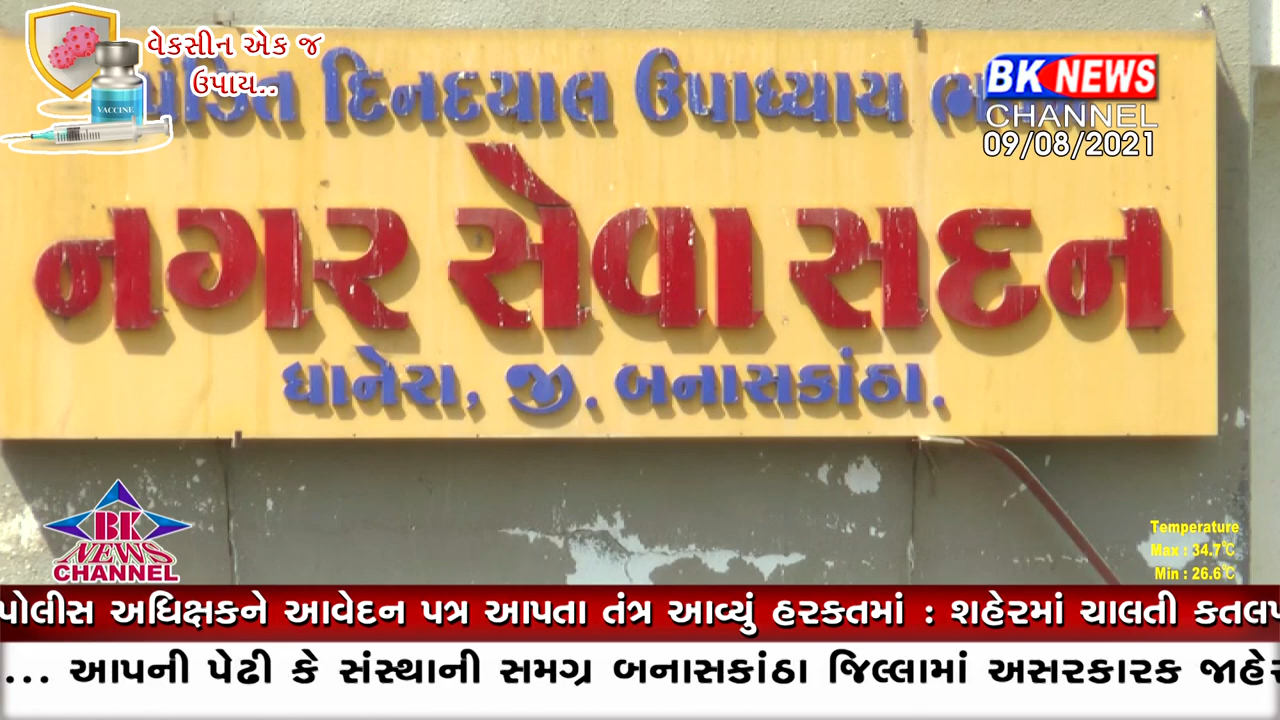 વેકસીન એક જ
ઉપાય..
VACCINE
BK NEWS
CHANNEL
09/08/2021
દિનદયાલ ઉપાધ્યાય
નગર સેવા સદન
ધાનેરા, જી. બનાસકાંઠા.
BK
NEWS
CHANNEL
Temperature
Max : 34.7℃
Min : 26.6℃
પોલીસ અધિક્ષકને આવેદન પત્ર આપતા તંત્ર આવ્યું હરકતમાં : શહેરમાં ચાલતી
... આપની પેઢી કે સંસ્થાની સમગ્ર બનાસકાંઠા જિલ્લામાં અસરકારક